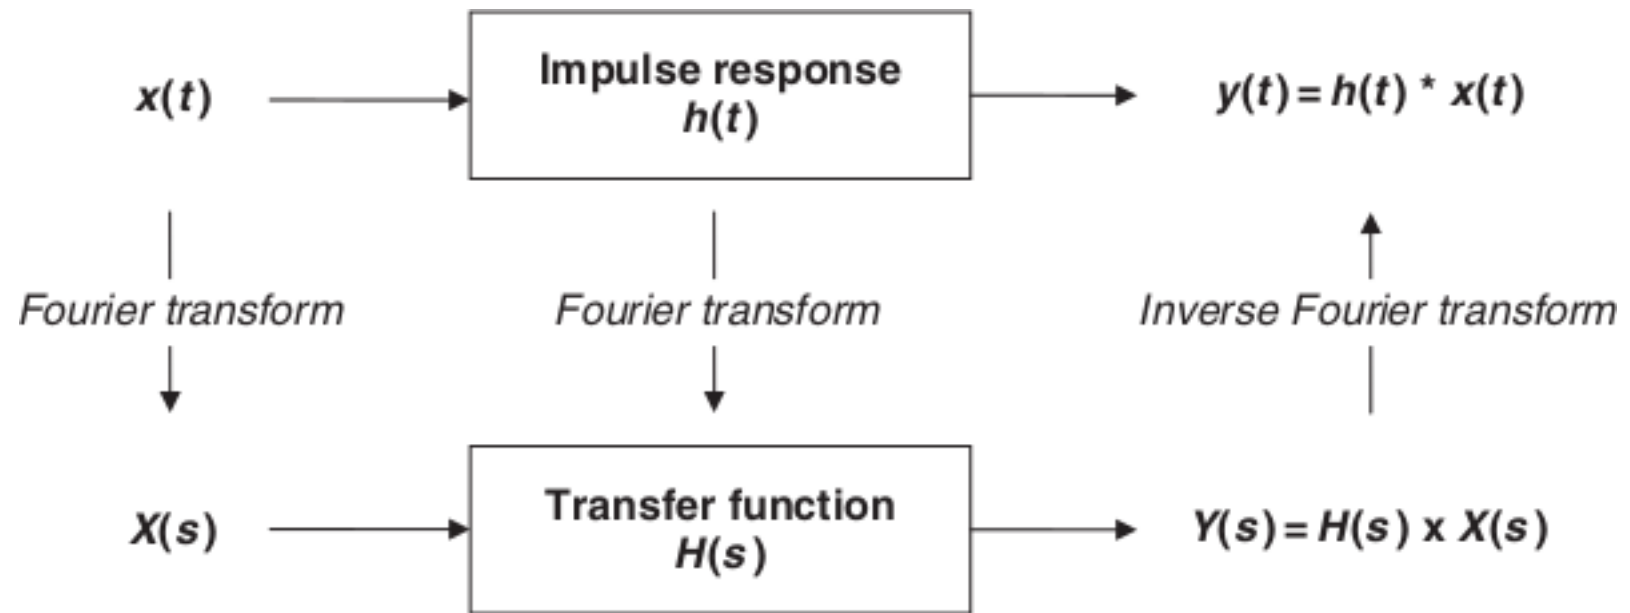 Impulse response
x(t)
h(t)
y(t) = h(t) * x(t)
Fourier transform
Fourier transform
Inverse Fourier transform
Transfer function
X(s)
H(s)
Y(s) = H(s) x X(s)